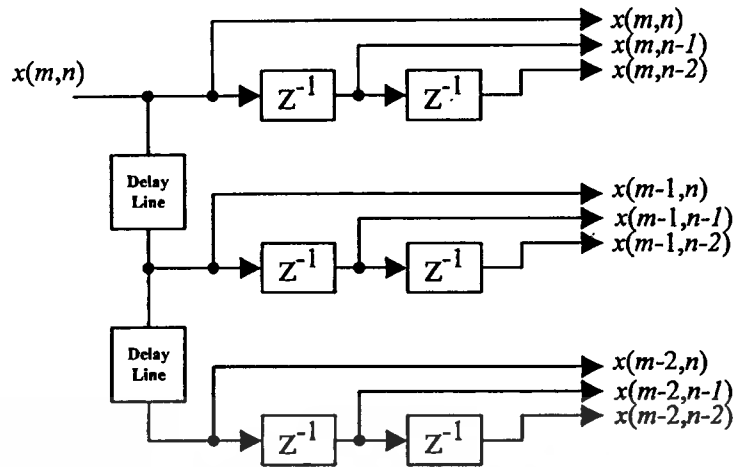 x(m,n)
x(m,n)
x(m,n-1)
x(m,n-2)
Z⁻¹
Z⁻¹
Delay
Line
x(m-1,n)
x(m-1,n-1)
x(m-1,n-2)
Z⁻¹
Z⁻¹
Delay
Line
x(m-2,n)
x(m-2,n-1)
x(m-2,n-2)
Z⁻¹
Z⁻¹